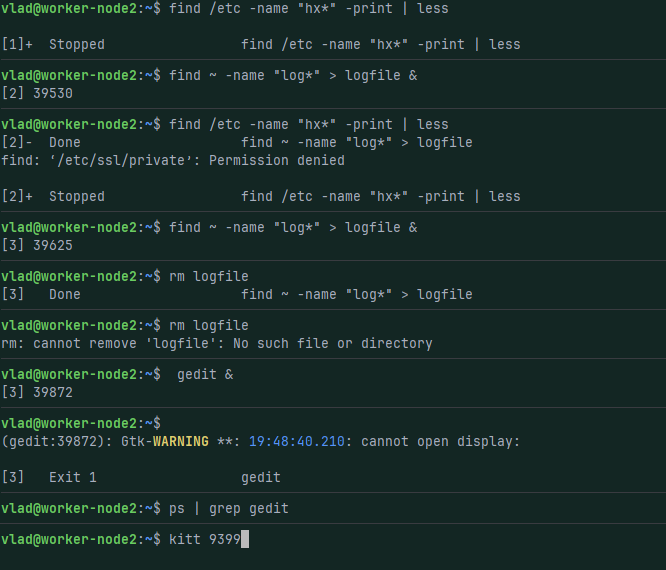 vlad@worker-node2:~$ find /etc -name "hx*" -print | less
[1]+  Stopped                 find /etc -name "hx*" -print | less
vlad@worker-node2:~$ find ~ -name "log*" > logfile &
[2] 39530
vlad@worker-node2:~$ find /etc -name "hx*" -print | less
[2]-  Done                    find ~ -name "log*" > logfile
find: ‘/etc/ssl/private’: Permission denied
[2]+  Stopped                 find /etc -name "hx*" -print | less
vlad@worker-node2:~$ find ~ -name "log*" > logfile &
[3] 39625
vlad@worker-node2:~$ rm logfile
[3]   Done                    find ~ -name "log*" > logfile
vlad@worker-node2:~$ rm logfile
rm: cannot remove 'logfile': No such file or directory
vlad@worker-node2:~$  gedit &
[3] 39872
vlad@worker-node2:~$
(gedit:39872): Gtk-WARNING **: 19:48:40.210: cannot open display:
[3]   Exit 1                  gedit
vlad@worker-node2:~$ ps | grep gedit
vlad@worker-node2:~$ kitt 9399